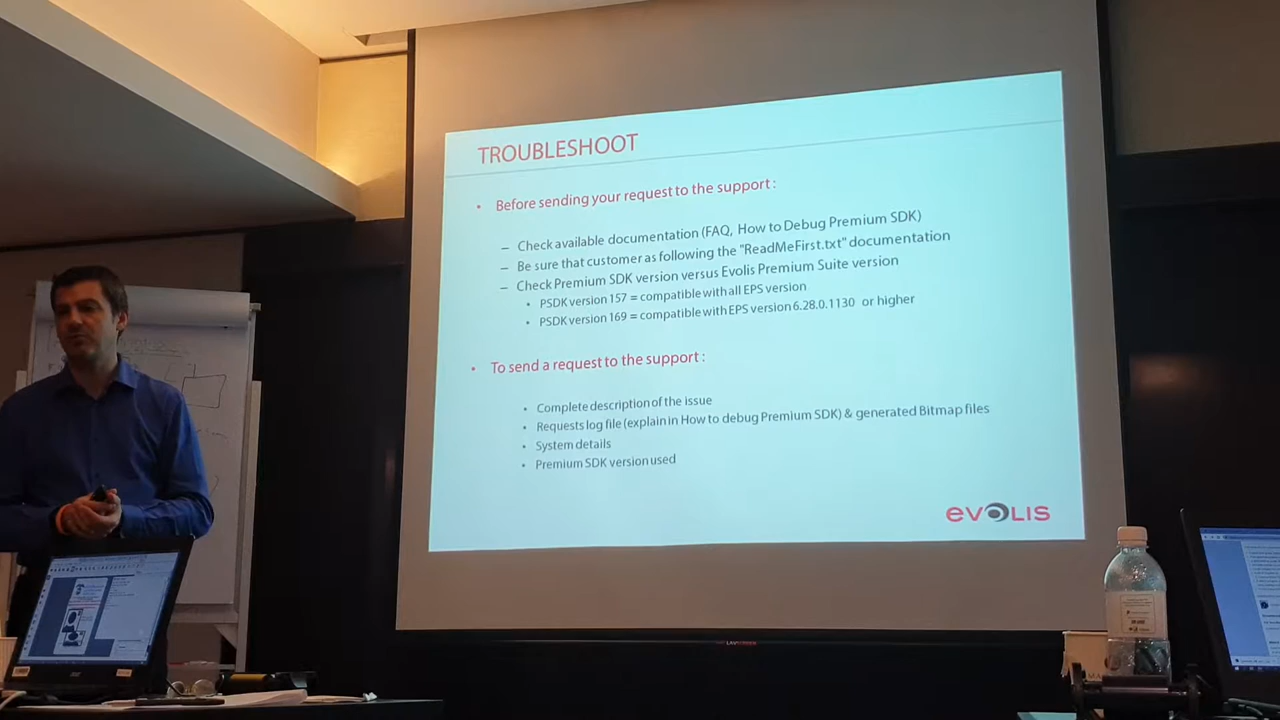 TROUBLESHOOT
• Before sending your request to the support :
– Check available documentation (FAQ, How to Debug Premium SDK)
– Be sure that customer as following the "ReadMeFirst.txt" documentation
– Check Premium SDK version versus Evolis Premium Suite version
• PSDK version 157 = compatible with all EPS version
• PSDK version 169 = compatible with EPS version 6.28.0.1130 or higher
• To send a request to the support :
• Complete description of the issue
• Requests log file (explain in How to debug Premium SDK) & generated Bitmap files
• System details
• Premium SDK version used
evolis